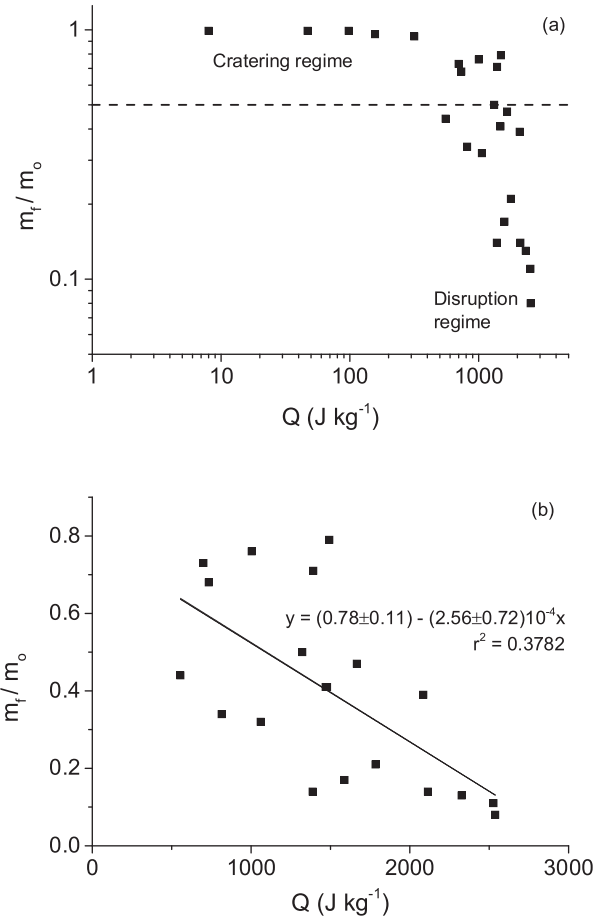 (a)
1
Cratering regime
0.1
Disruption
regime
m_f / m_o
1 10 100 1000
Q (J kg⁻¹)
(b)
0.8
y = (0.78±0.11) - (2.56±0.72)10⁻⁴x
0.6
r² = 0.3782
0.4
0.2
0.0
m_f / m_o
0 1000 2000 3000
Q (J kg⁻¹)